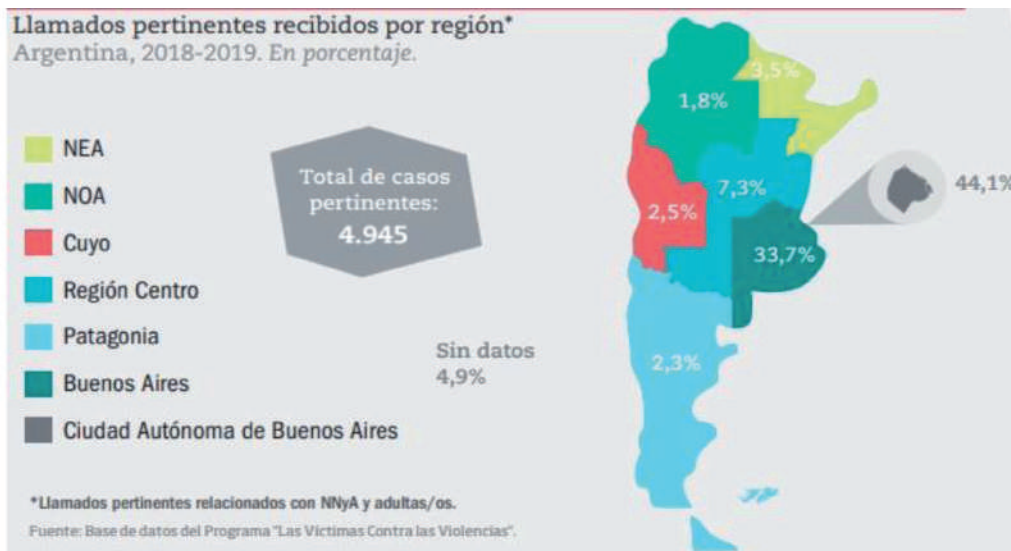 Llamados pertinentes recibidos por región*
Argentina, 2018-2019. En porcentaje.
NEA
NOA
Cuyo
Región Centro
Patagonia
Buenos Aires
Ciudad Autónoma de Buenos Aires
Total de casos
pertinentes:
4.945
Sin datos
4,9%
3,5%
1,8%
7,3%
2,5%
44,1%
33,7%
2,3%
*Llamados pertinentes relacionados con NNyA y adultas/os.
Fuente: Base de datos del Programa "Las Víctimas Contra las Violencias".